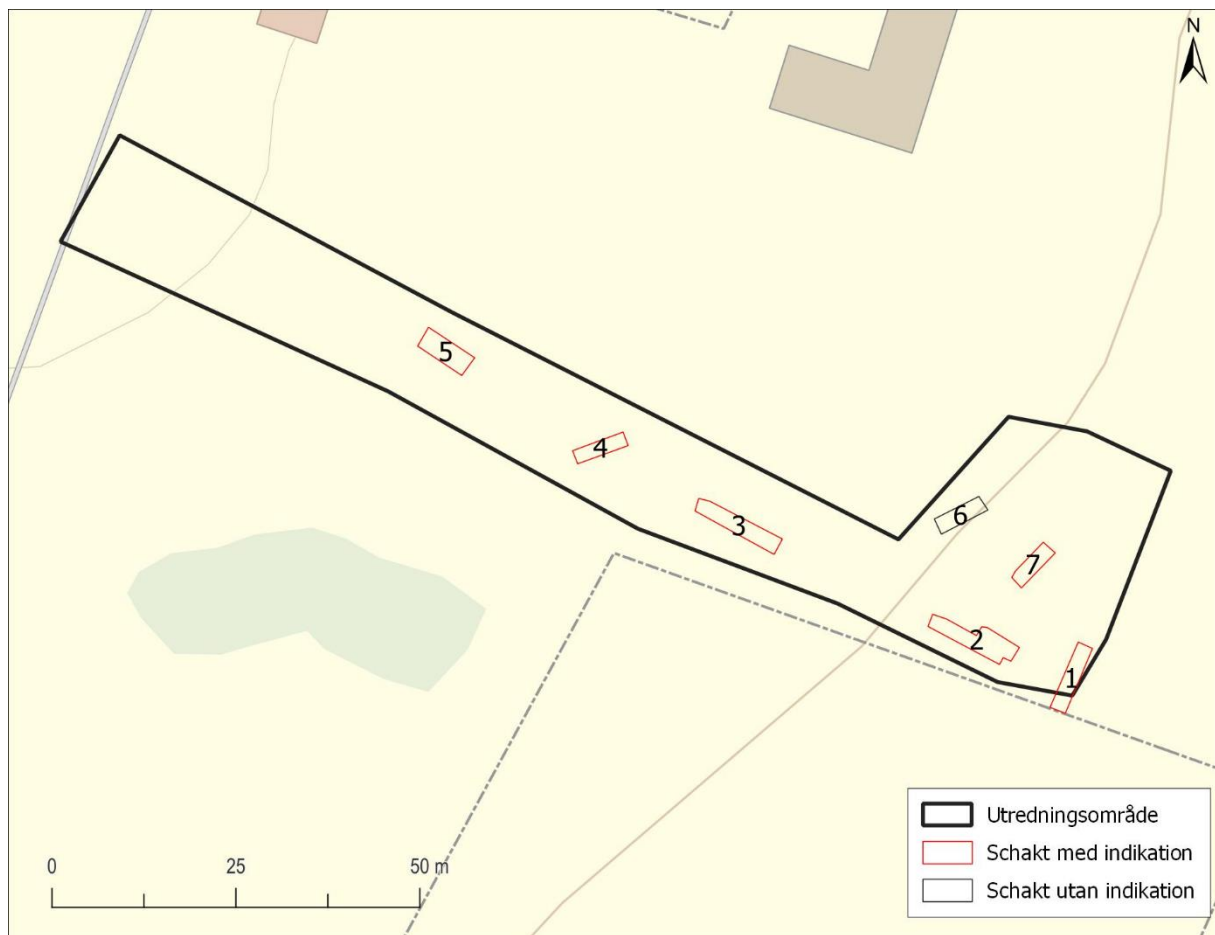 N
5
4
3
6
7
2
1
0 25 50 m
Utredningsområde
Schakt med indikation
Schakt utan indikation